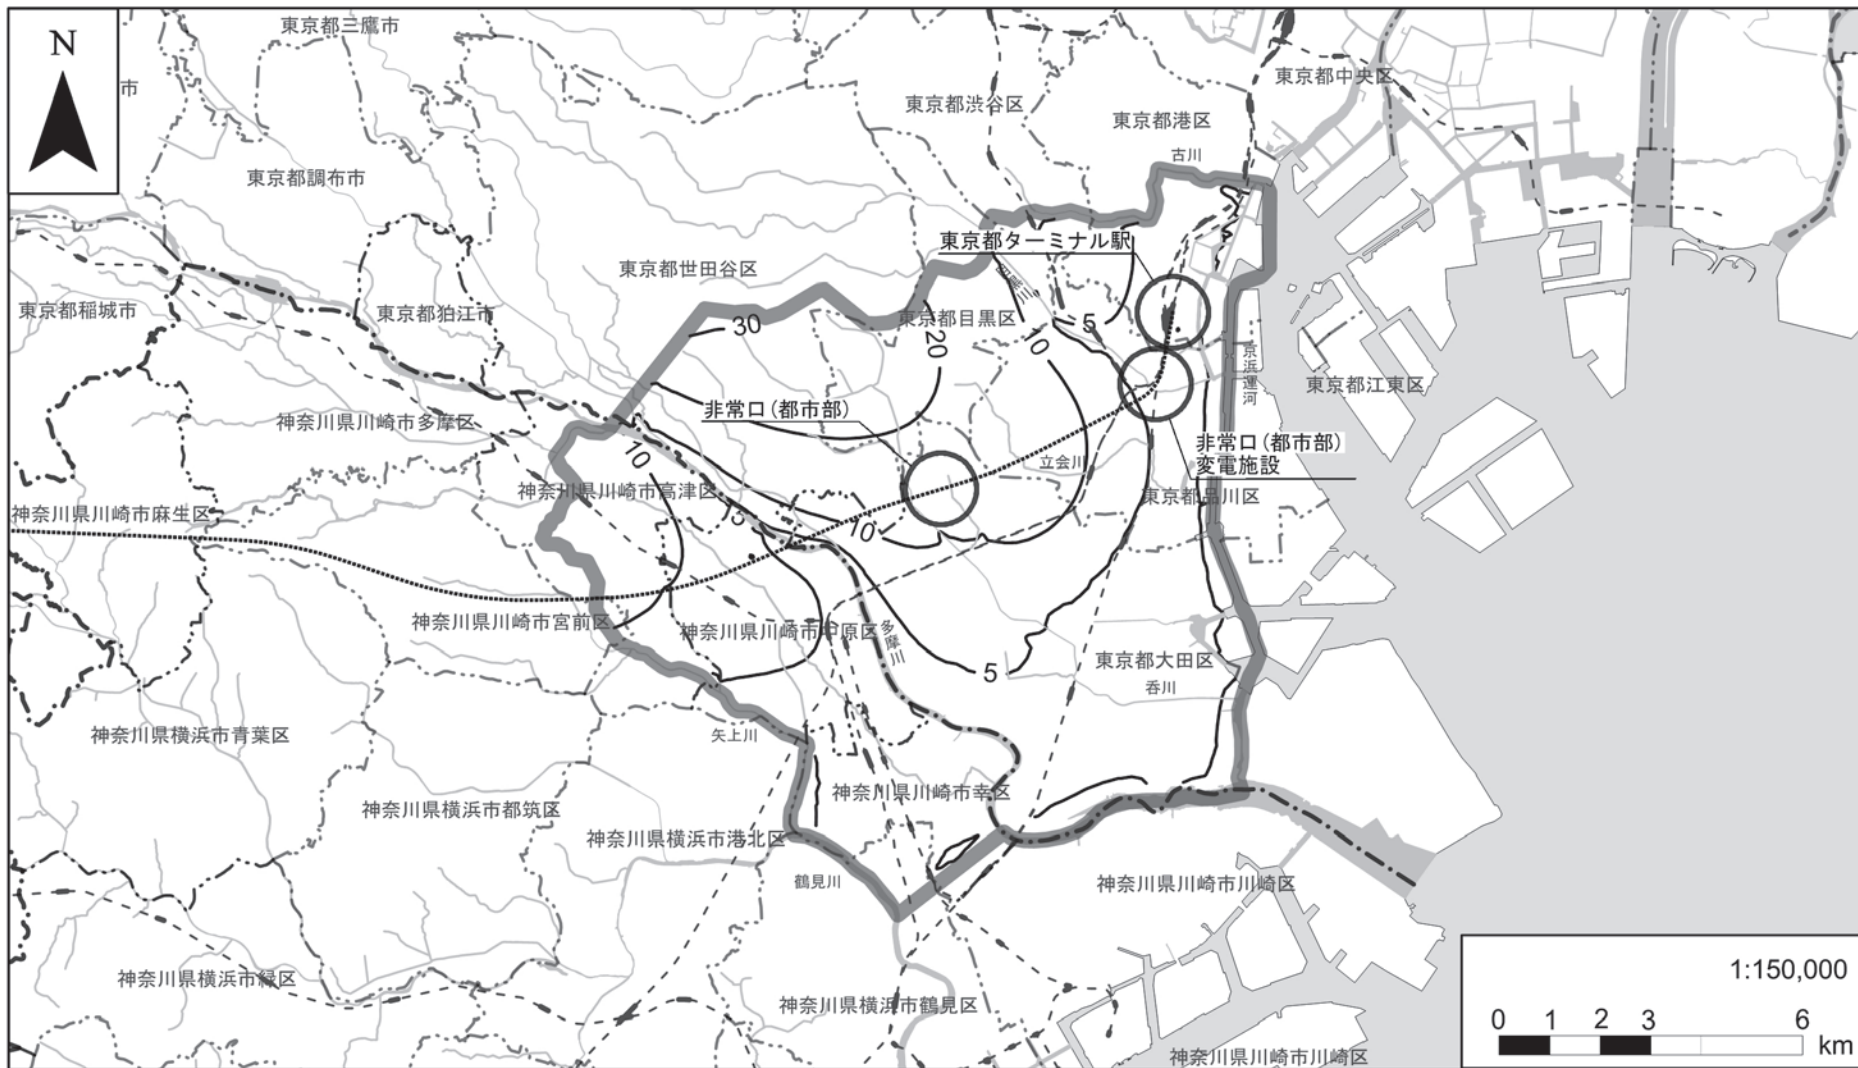 N
市
東京都三鷹市
東京都調布市
東京都渋谷区
東京都港区
東京都中央区
古川
東京都ターミナル駅
東京都世田谷区
東京都稲城市
東京都狛江市
東京都目黒区
目黒川
30
20
10
5
京浜運河
東京都江東区
神奈川県川崎市多摩区
非常口(都市部)
非常口(都市部)
変電施設
立会川
東京都品川区
10
神奈川県川崎市高津区
神奈川県川崎市麻生区
15
10
神奈川県川崎市宮前区
神奈川県川崎市中原区
多摩川
5
東京都大田区
呑川
神奈川県横浜市青葉区
矢上川
神奈川県川崎市幸区
神奈川県横浜市都筑区
神奈川県横浜市港北区
鶴見川
神奈川県川崎市川崎区
神奈川県横浜市緑区
神奈川県横浜市鶴見区
神奈川県川崎市川崎区
1:150,000
0 1 2 3 6
km